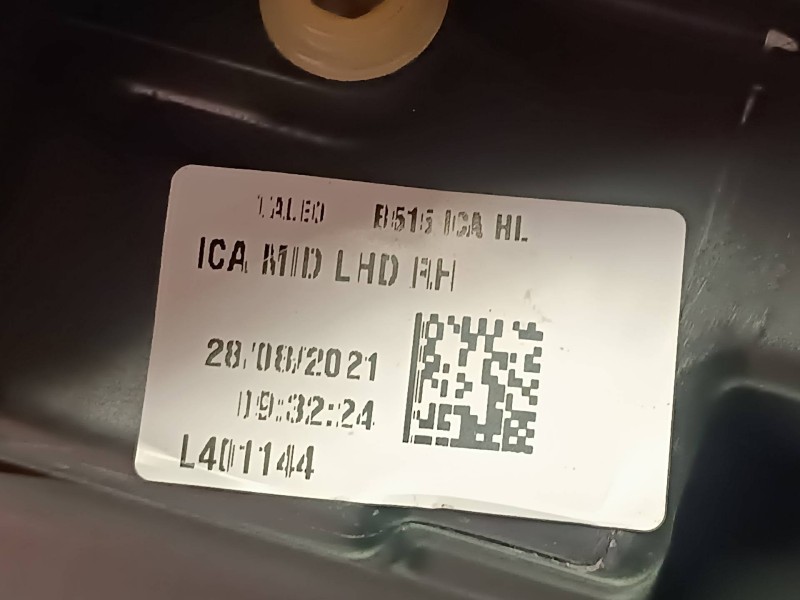 VALEO B515 ICA HL
ICA MID LHD RH
28/08/2021
09:32:24
L401144